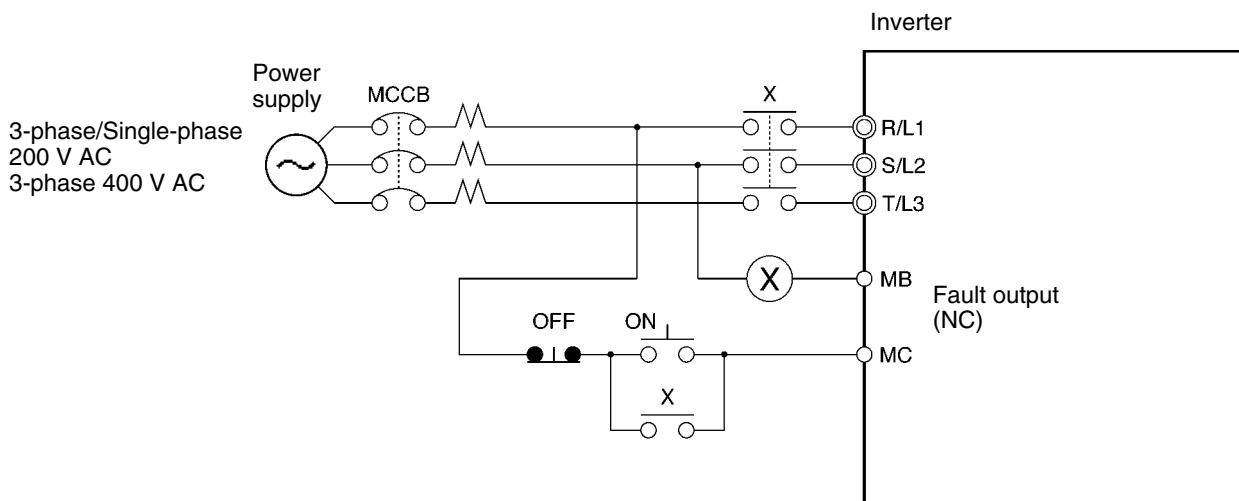 Inverter
Power
supply
MCCB
X
3-phase/Single-phase
200 V AC
3-phase 400 V AC
R/L1
S/L2
T/L3
X
MB
Fault output
(NC)
OFF
ON
MC
X